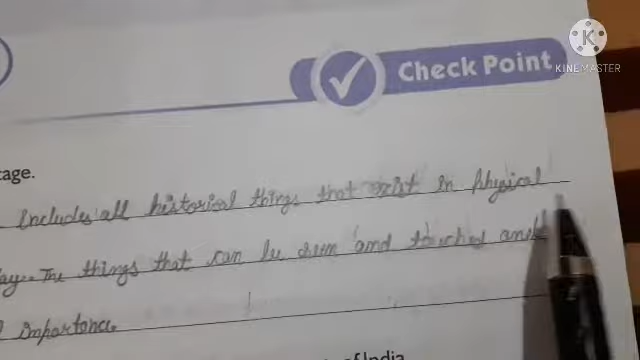 KINEMASTER
Check Point
tage.
Includes all historical things that exist in physical
ay. The things that can be seen and touched and
l importance
of India